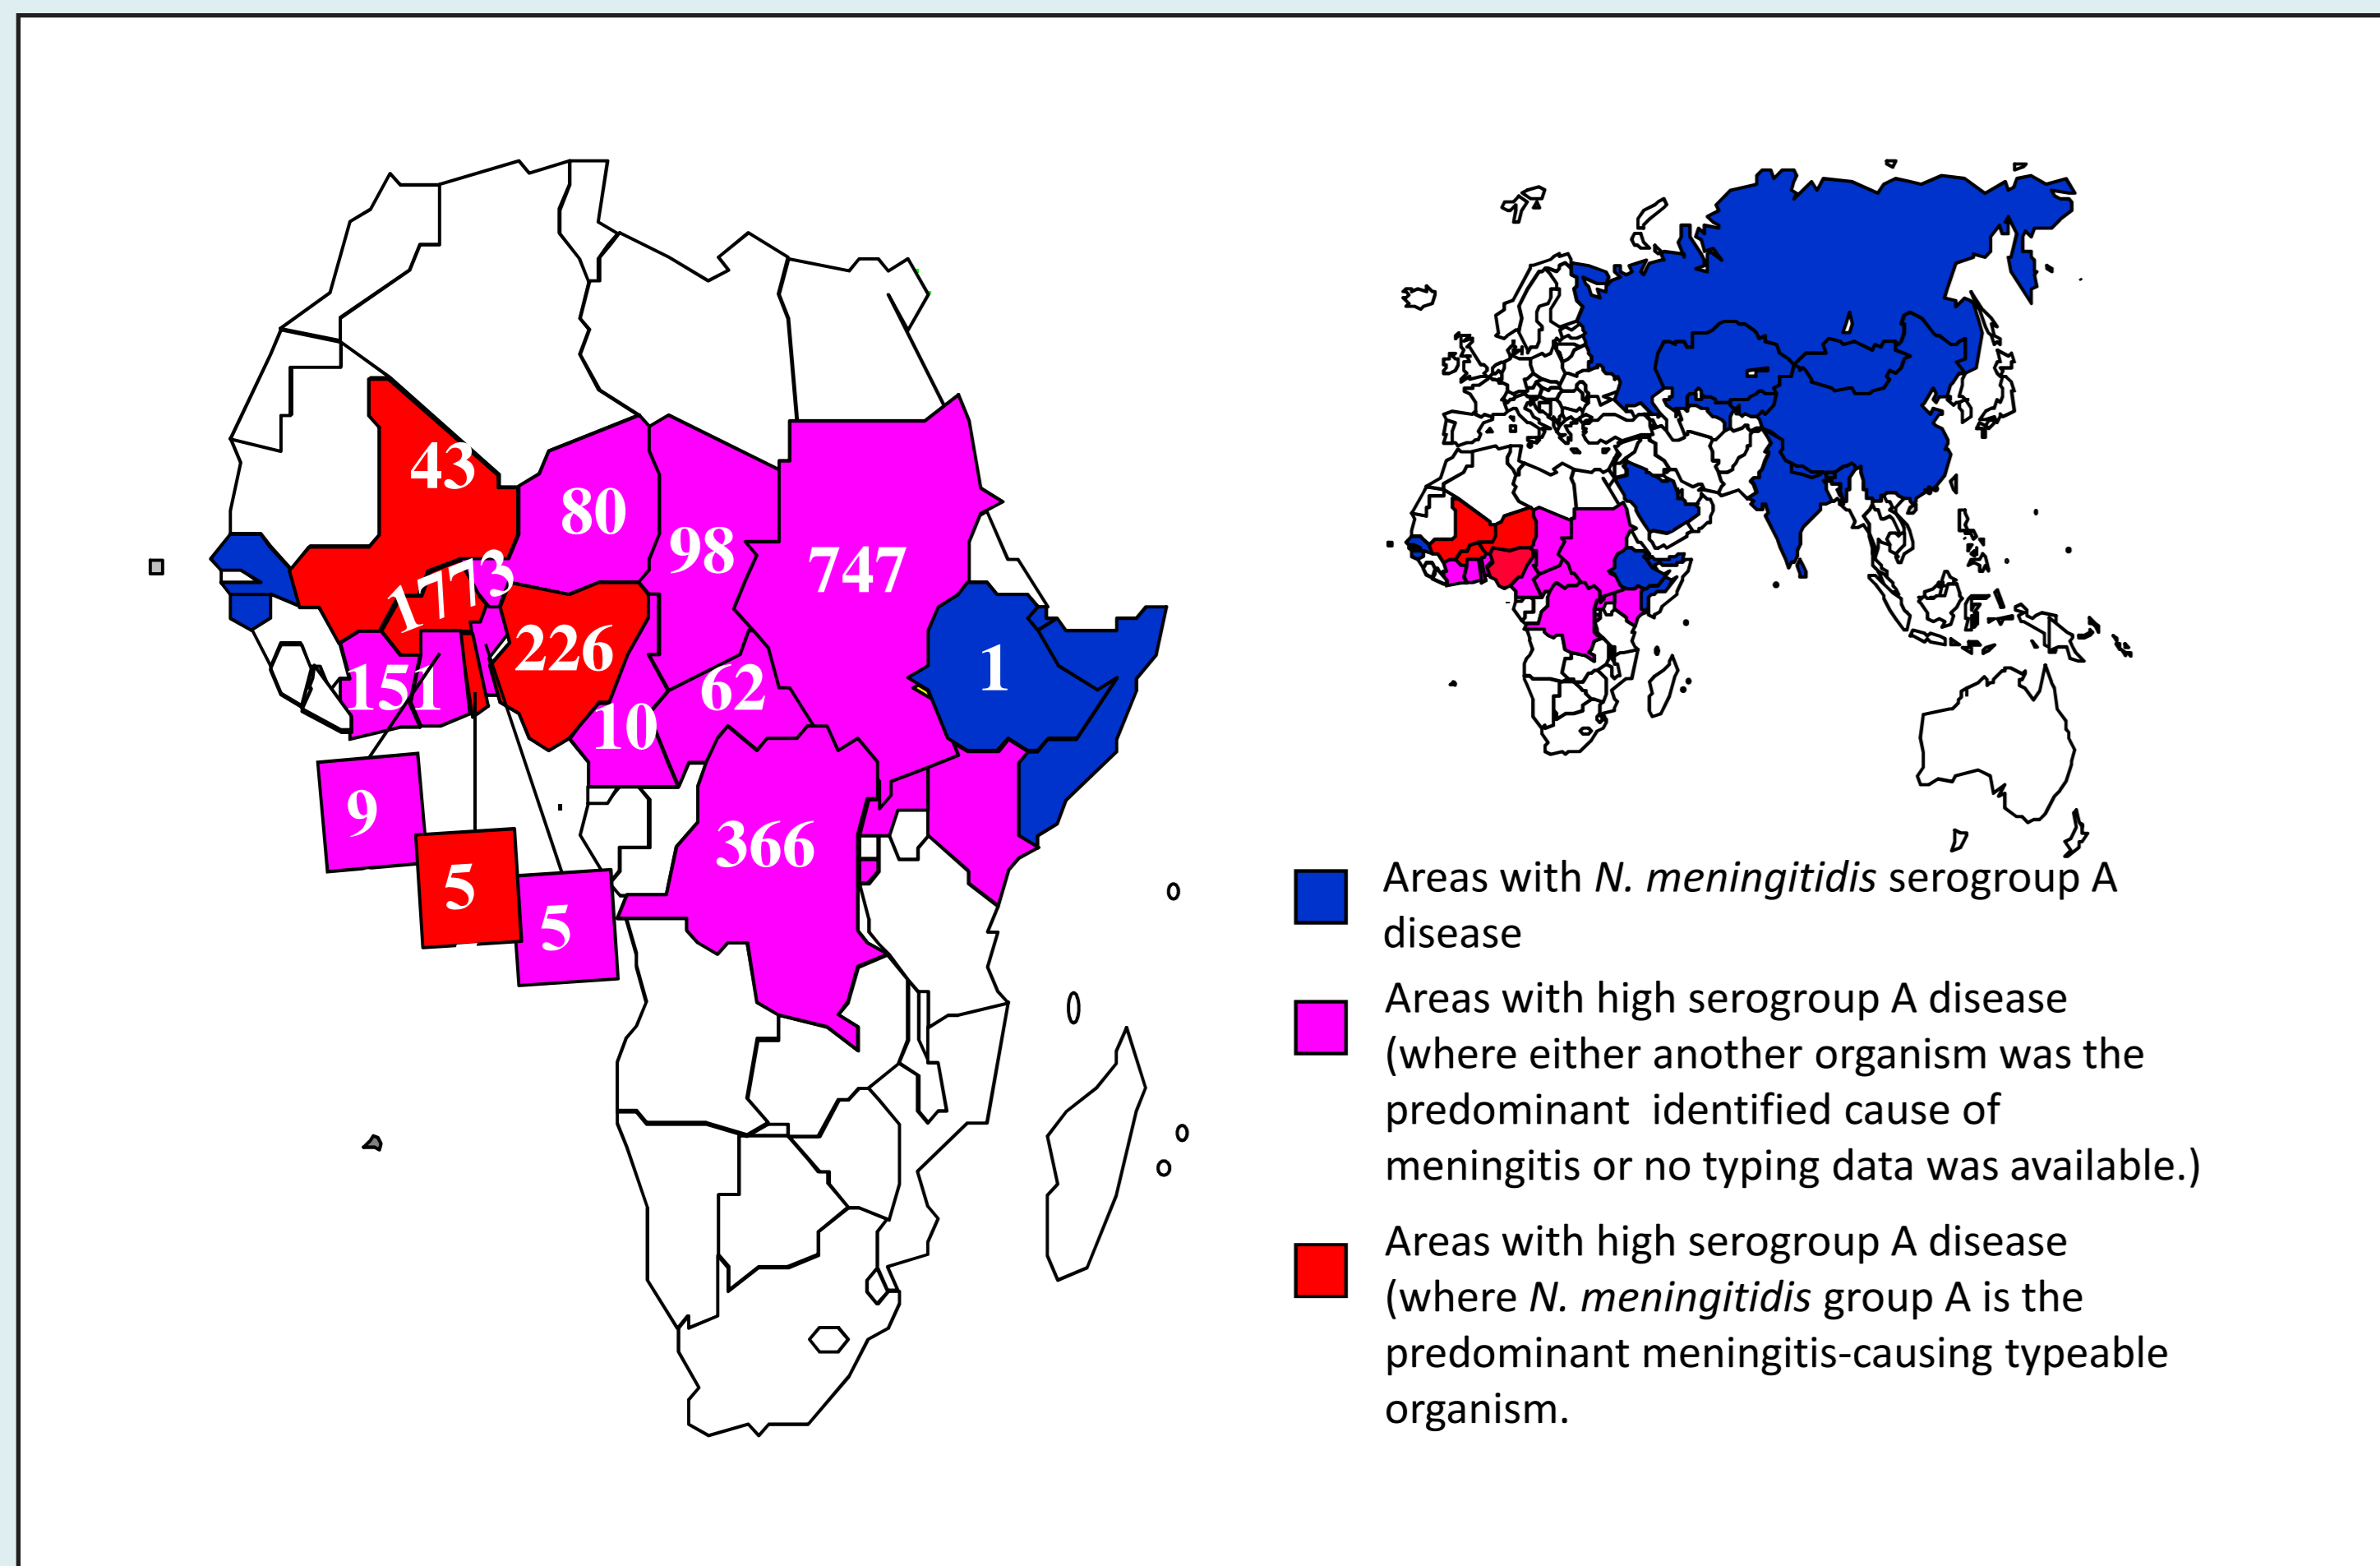 43
80
98
747
1773
226
1
151
62
10
9
366
5
5
Areas with N. meningitidis serogroup A
disease
Areas with high serogroup A disease
(where either another organism was the
predominant identified cause of
meningitis or no typing data was available.)
Areas with high serogroup A disease
(where N. meningitidis group A is the
predominant meningitis-causing typeable
organism.